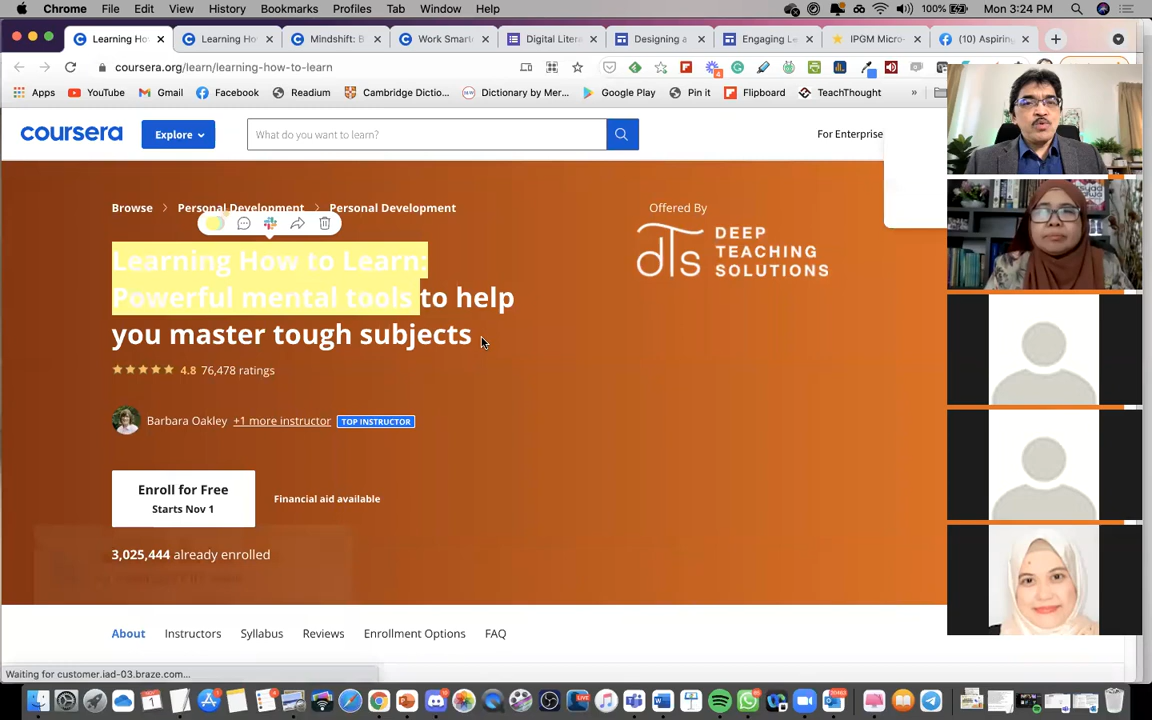 Chrome File Edit View History Bookmarks Profiles Tab Window Help 100% Mon 3:24 PM
Learning Ho Learning Ho Mindshift: B Work Smart Digital Litera Designing a Engaging Le IPGM Micro- (10) Aspiring
coursera.org/learn/learning-how-to-learn
Apps YouTube Gmail Facebook Readium Cambridge Dictio... Dictionary by Mer... Google Play Pin it Flipboard TeachThought »
coursera Explore What do you want to learn? For Enterprise
Browse Personal Development Personal Development
Offered By
DEEP
TEACHING
SOLUTIONS
Learning How to Learn:
Powerful mental tools to help
you master tough subjects
4.8 76,478 ratings
Barbara Oakley +1 more instructor TOP INSTRUCTOR
Enroll for Free
Starts Nov 1
Financial aid available
3,025,444 already enrolled
About Instructors Syllabus Reviews Enrollment Options FAQ
Waiting for customer.iad-03.braze.com...